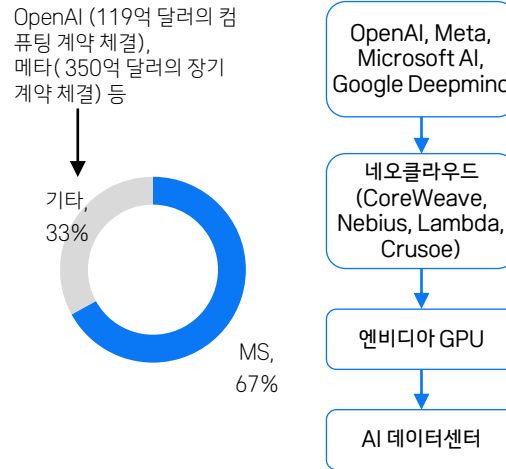 OpenAI (119억 달러의 컴
퓨팅 계약 체결),
메타( 350억 달러의 장기
계약 체결) 등
기타,
33%
MS,
67%
OpenAI, Meta,
Microsoft AI,
Google Deepmind
네오클라우드
(CoreWeave,
Nebius, Lambda,
Crusoe)
엔비디아 GPU
AI 데이터센터